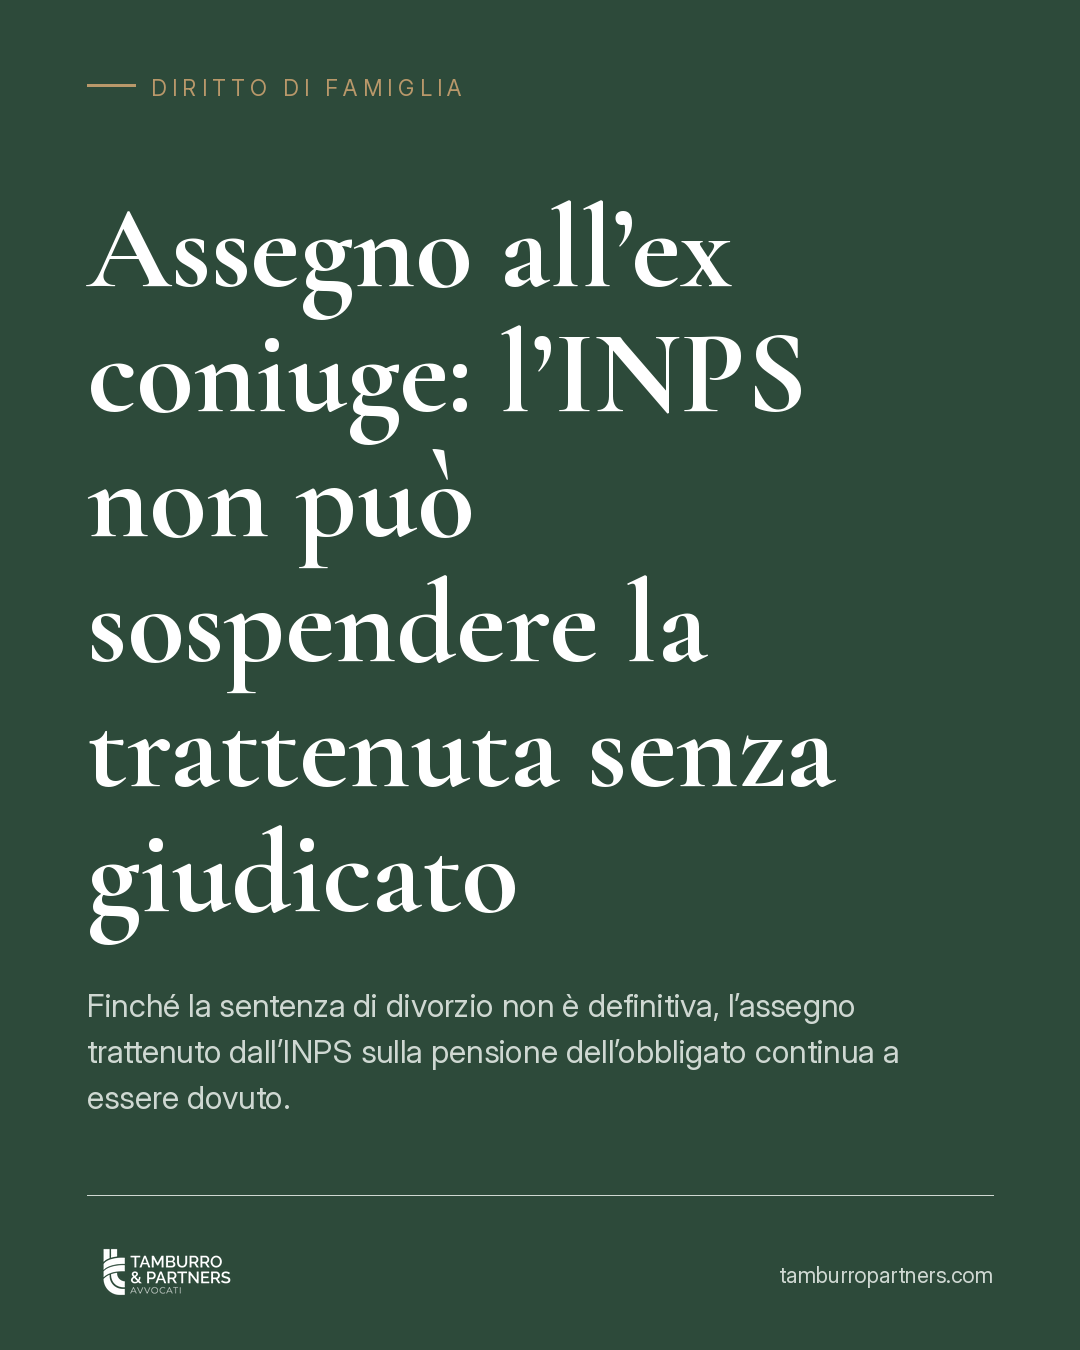 DIRITTO DI FAMIGLIA
Assegno all’ex
coniuge: l’INPS
non può
sospendere la
trattenuta senza
giudicato
Finché la sentenza di divorzio non è definitiva, l’assegno
trattenuto dall’INPS sulla pensione dell’obbligato continua a
essere dovuto.
TAMBURRO
& PARTNERS
AVVOCATI
tamburropartners.com